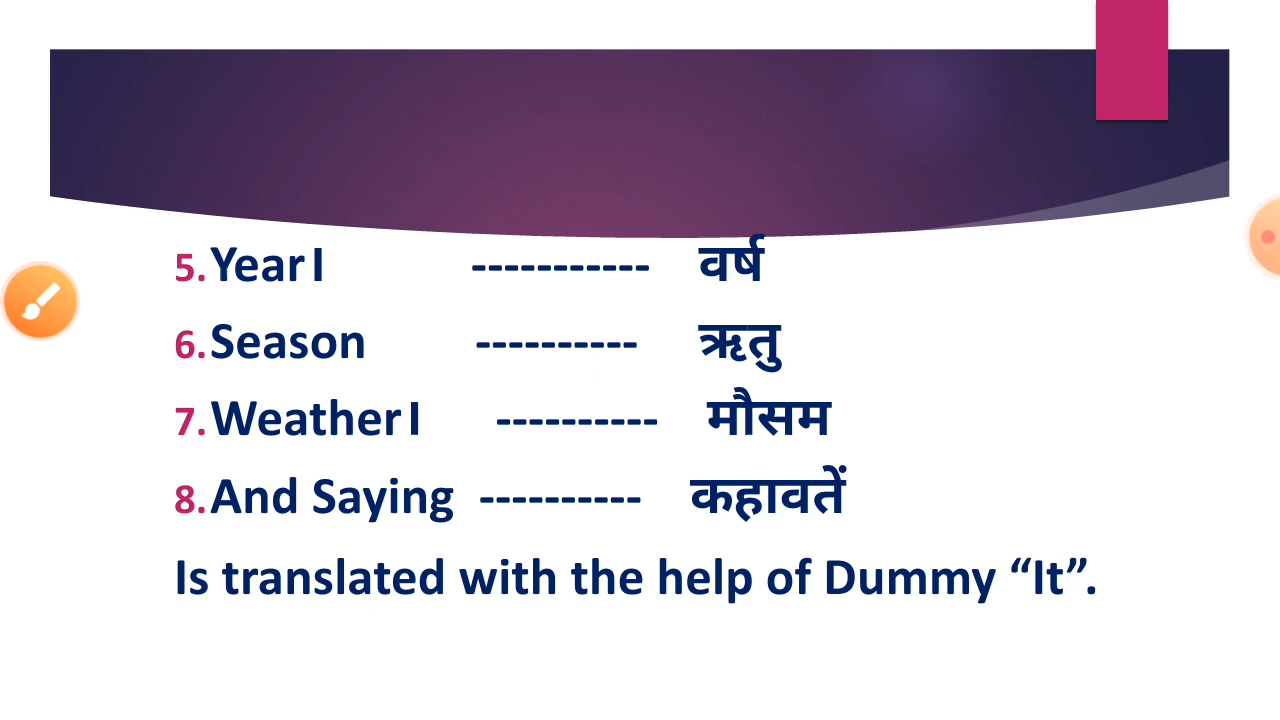 5. Year I ----------- वर्ष
6. Season ---------- ऋतु
7. Weather I ---------- मौसम
8. And Saying ---------- कहावतें
Is translated with the help of Dummy “It”.